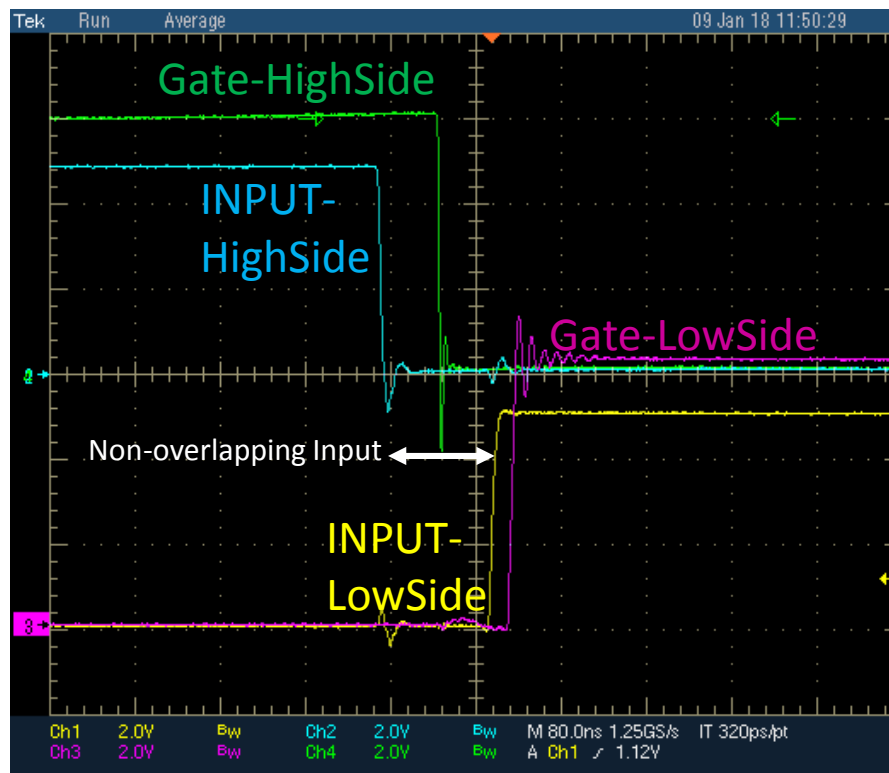 Tek Run Average 09 Jan 18 11:50:29
Gate-HighSide
INPUT-
HighSide
Gate-LowSide
Non-overlapping Input
INPUT-
LowSide
3
Ch1 2.0V Bw Ch2 2.0V Bw M 80.0ns 1.25GS/s IT 320ps/pt
Ch3 2.0V Bw Ch4 2.0V Bw A Ch1 / 1.12V